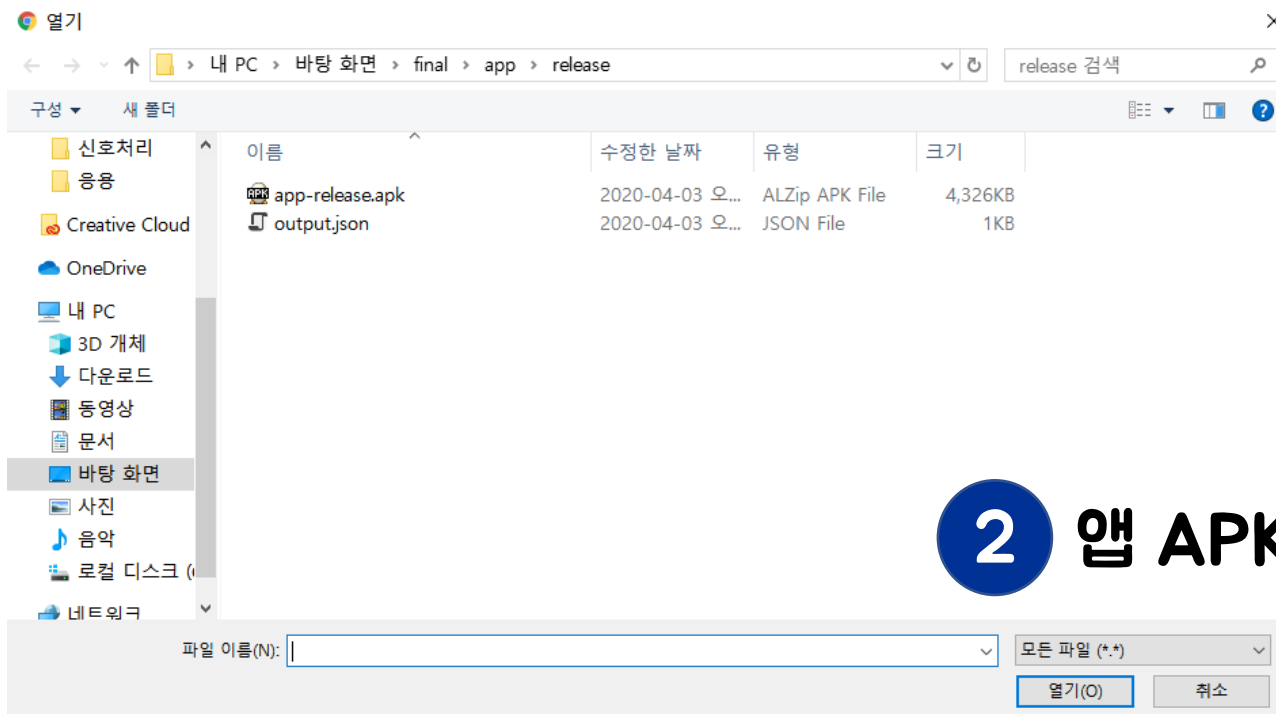 열기
내 PC › 바탕 화면 › final › app › release
release 검색
구성 새 폴더
이름 수정한 날짜 유형 크기
app-release.apk 2020-04-03 오... ALZip APK File 4,326KB
output.json 2020-04-03 오... JSON File 1KB
신호처리
응용
Creative Cloud
OneDrive
내 PC
3D 개체
다운로드
동영상
문서
바탕 화면
사진
음악
로컬 디스크 (
네트워크
2 앱 APK
파일 이름(N):
모든 파일 (*.*)
열기(O) 취소